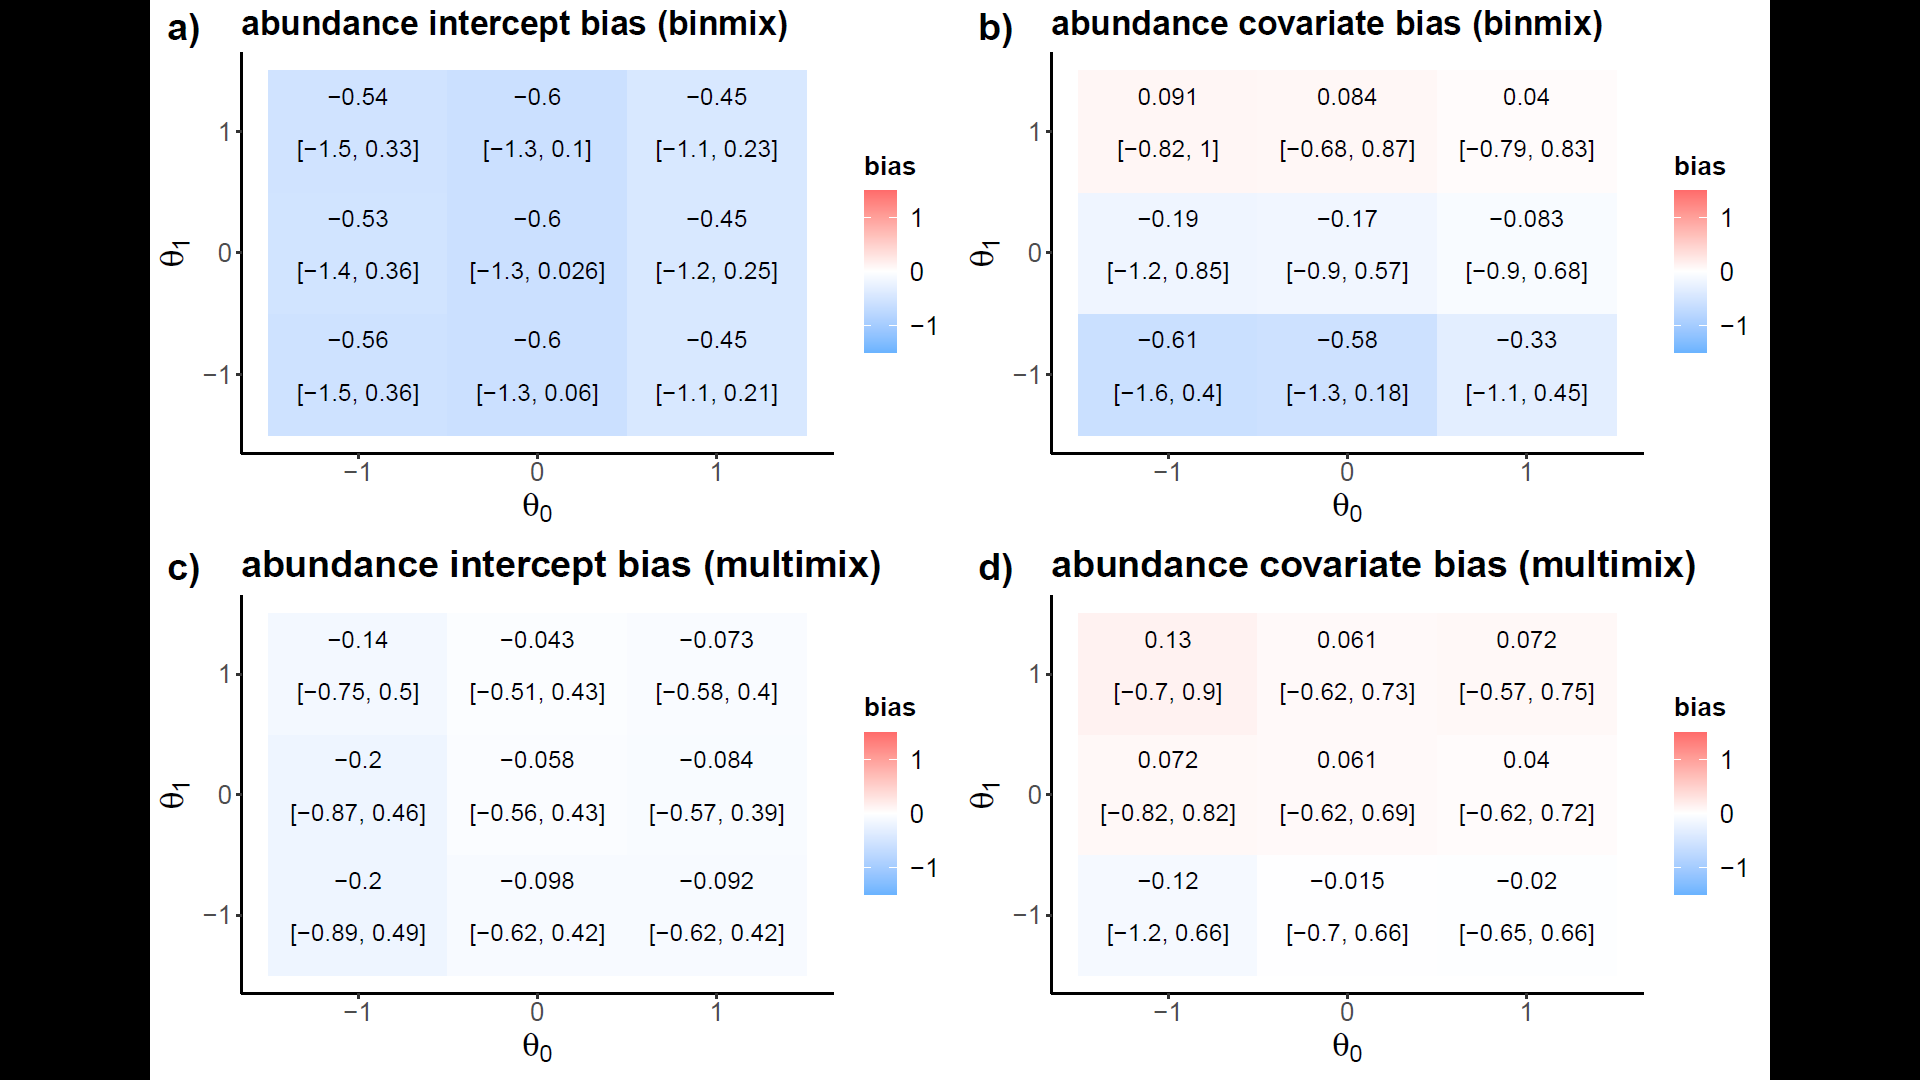 a) abundance intercept bias (binmix)
−0.54 −0.6 −0.45
1 [−1.5, 0.33] [−1.3, 0.1] [−1.1, 0.23]
−0.53 −0.6 −0.45
0 [−1.4, 0.36] [−1.3, 0.026] [−1.2, 0.25]
−0.56 −0.6 −0.45
−1 [−1.5, 0.36] [−1.3, 0.06] [−1.1, 0.21]
θ1
−1 0 1
θ0
bias
1
0
−1
b) abundance covariate bias (binmix)
0.091 0.084 0.04
1 [−0.82, 1] [−0.68, 0.87] [−0.79, 0.83]
−0.19 −0.17 −0.083
0 [−1.2, 0.85] [−0.9, 0.57] [−0.9, 0.68]
−0.61 −0.58 −0.33
−1 [−1.6, 0.4] [−1.3, 0.18] [−1.1, 0.45]
θ1
−1 0 1
θ0
bias
1
0
−1
c) abundance intercept bias (multimix)
−0.14 −0.043 −0.073
1 [−0.75, 0.5] [−0.51, 0.43] [−0.58, 0.4]
−0.2 −0.058 −0.084
0 [−0.87, 0.46] [−0.56, 0.43] [−0.57, 0.39]
−0.2 −0.098 −0.092
−1 [−0.89, 0.49] [−0.62, 0.42] [−0.62, 0.42]
θ1
−1 0 1
θ0
bias
1
0
−1
d) abundance covariate bias (multimix)
0.13 0.061 0.072
1 [−0.7, 0.9] [−0.62, 0.73] [−0.57, 0.75]
0.072 0.061 0.04
0 [−0.82, 0.82] [−0.62, 0.69] [−0.62, 0.72]
−0.12 −0.015 −0.02
−1 [−1.2, 0.66] [−0.7, 0.66] [−0.65, 0.66]
θ1
−1 0 1
θ0
bias
1
0
−1